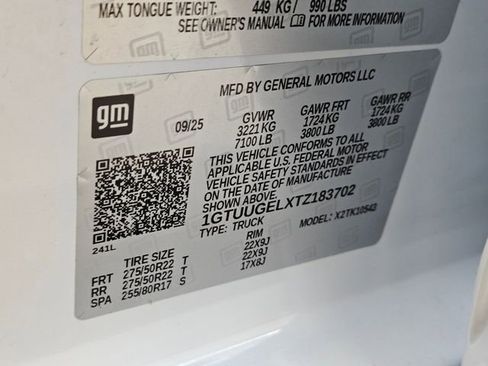 MAX TONGUE WEIGHT: 449 KG / 990 LBS
SEE OWNER'S MANUAL FOR MORE INFORMATION
gm
MFD BY GENERAL MOTORS LLC
09/25 GVWR GAWR FRT GAWR RR
3221 KG 1724 KG 1724 KG
7100 LB 3800 LB 3800 LB
THIS VEHICLE CONFORMS TO ALL
APPLICABLE U.S. FEDERAL MOTOR
VEHICLE SAFETY STANDARDS IN EFFECT
ON THE DATE OF MANUFACTURE SHOWN ABOVE.
1GTUUGELXTZ183702
TYPE: TRUCK MODEL: X2TK10543
241L
TIRE SIZE RIM
FRT 275/50R22 T 22X9J
RR 275/50R22 T 22X9J
SPA 255/80R17 S 17X8J